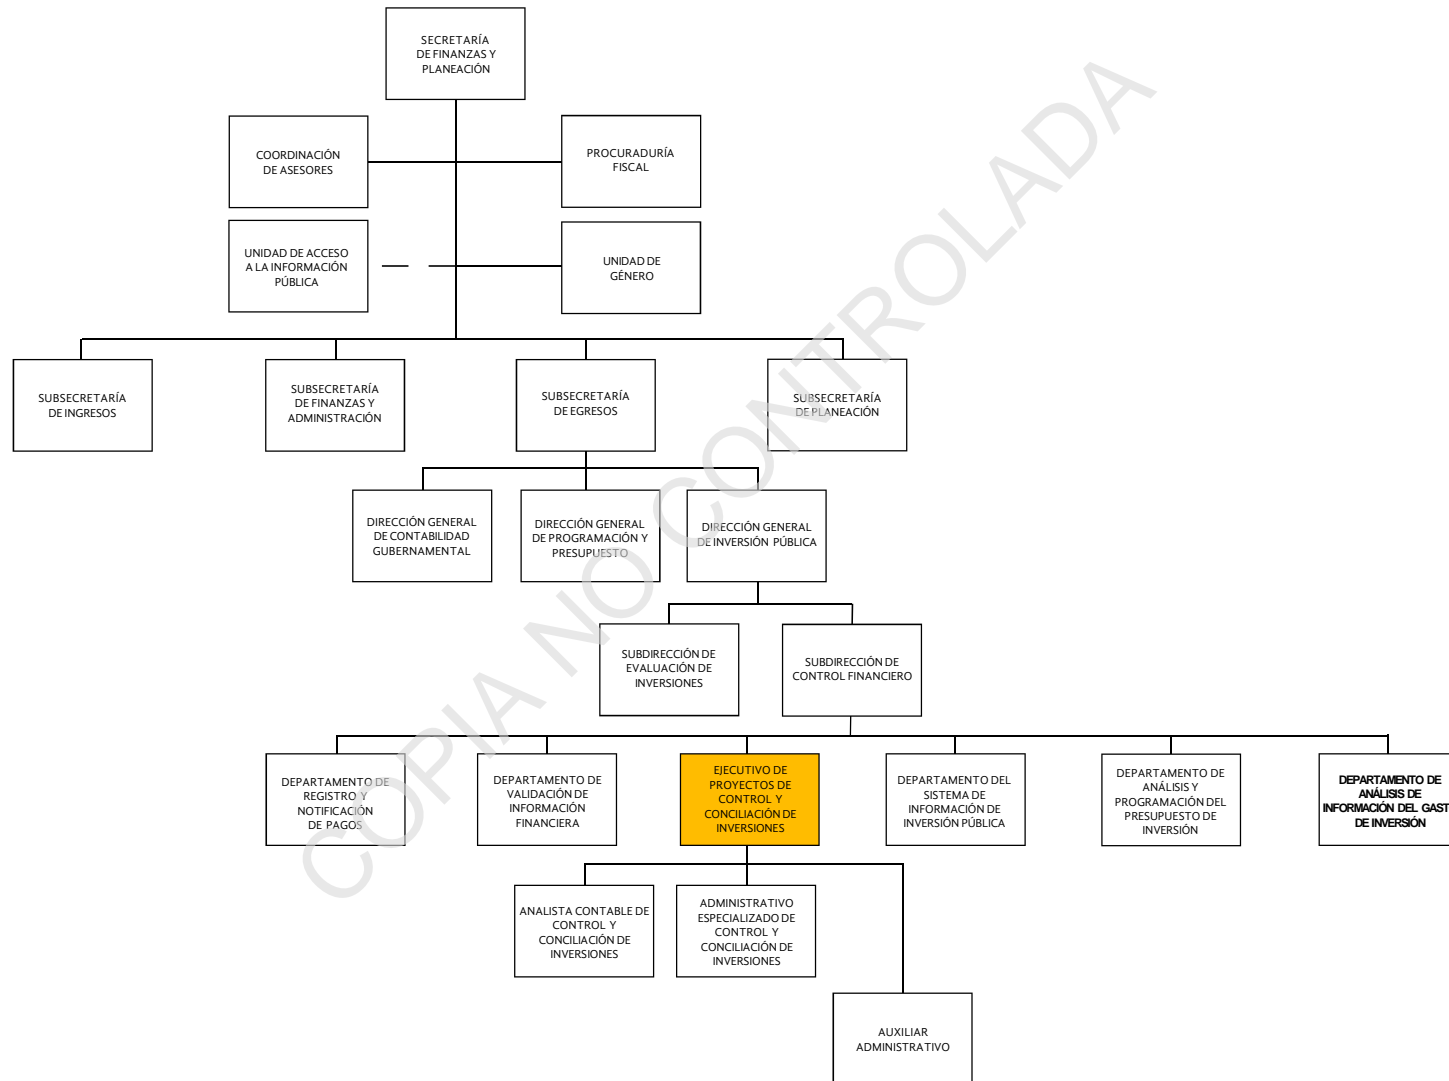 SECRETARÍA
DE FINANZAS Y
PLANEACIÓN
COORDINACIÓN
DE ASESORES
PROCURADURÍA
FISCAL
UNIDAD DE ACCESO
A LA INFORMACIÓN
PÚBLICA
UNIDAD DE
GÉNERO
SUBSECRETARÍA
DE INGRESOS
SUBSECRETARÍA
DE FINANZAS Y
ADMINISTRACIÓN
SUBSECRETARÍA
DE EGRESOS
SUBSECRETARÍA
DE PLANEACIÓN
DIRECCIÓN GENERAL
DE CONTABILIDAD
GUBERNAMENTAL
DIRECCIÓN GENERAL
DE PROGRAMACIÓN Y
PRESUPUESTO
DIRECCIÓN GENERAL
DE INVERSIÓN PÚBLICA
SUBDIRECCIÓN DE
EVALUACIÓN DE
INVERSIONES
SUBDIRECCIÓN DE
CONTROL FINANCIERO
DEPARTAMENTO DE
REGISTRO Y
NOTIFICACIÓN
DE PAGOS
DEPARTAMENTO DE
VALIDACIÓN DE
INFORMACIÓN
FINANCIERA
EJECUTIVO DE
PROYECTOS DE
CONTROL Y
CONCILIACIÓN DE
INVERSIONES
DEPARTAMENTO DEL
SISTEMA DE
INFORMACIÓN DE
INVERSIÓN PÚBLICA
DEPARTAMENTO DE
ANÁLISIS Y
PROGRAMACIÓN DEL
PRESUPUESTO DE
INVERSIÓN
DEPARTAMENTO DE
ANÁLISIS DE
INFORMACIÓN DEL GAST
DE INVERSIÓN
ANALISTA CONTABLE DE
CONTROL Y
CONCILIACIÓN DE
INVERSIONES
ADMINISTRATIVO
ESPECIALIZADO DE
CONTROL Y
CONCILIACIÓN DE
INVERSIONES
AUXILIAR
ADMINISTRATIVO
COPIA NO CONTROLADA